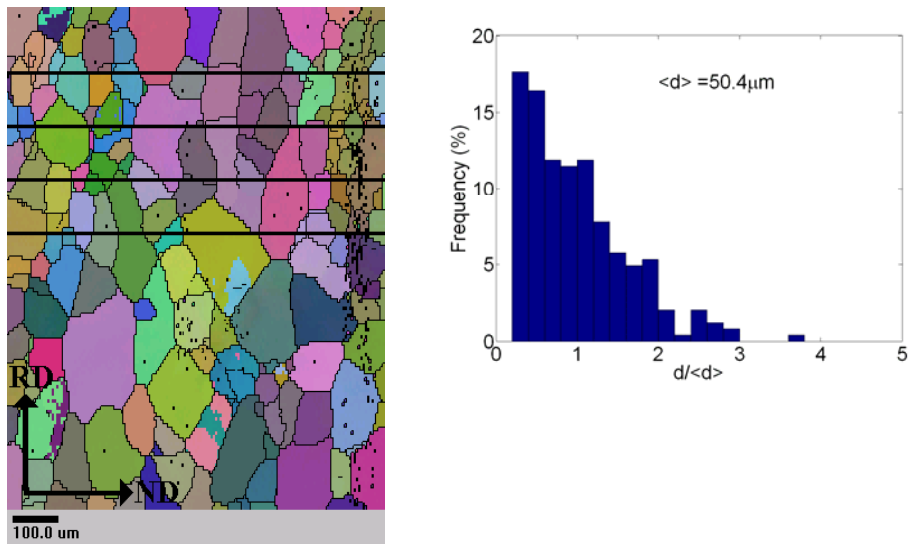 RD
ND
100.0 um
20
15
10
5
0
0 1 2 3 4 5
Frequency (%)
<d> =50.4μm
d/<d>